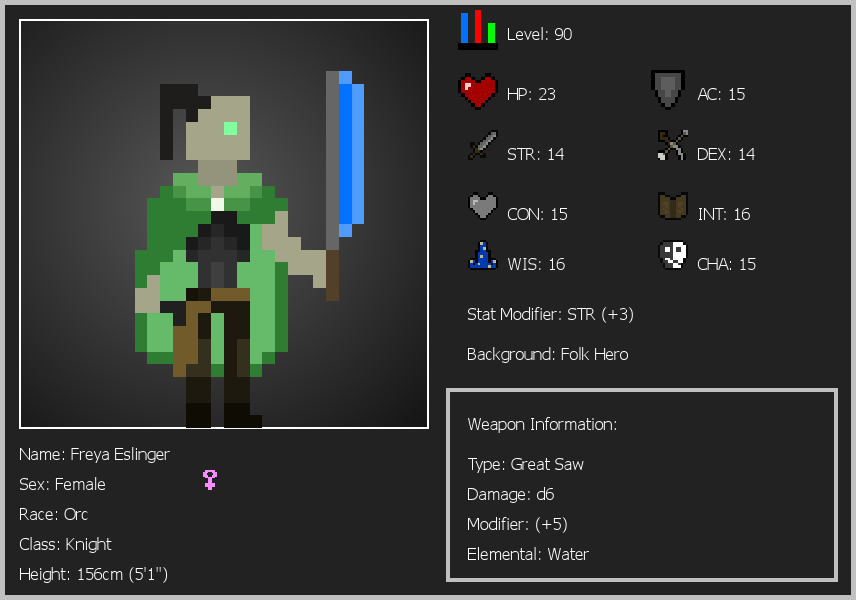 Level: 90
HP: 23
AC: 15
STR: 14
DEX: 14
CON: 15
INT: 16
WIS: 16
CHA: 15
Stat Modifier: STR (+3)
Background: Folk Hero
Weapon Information:
Type: Great Saw
Damage: d6
Modifier: (+5)
Elemental: Water
Name: Freya Eslinger
Sex: Female
Race: Orc
Class: Knight
Height: 156cm (5'1")